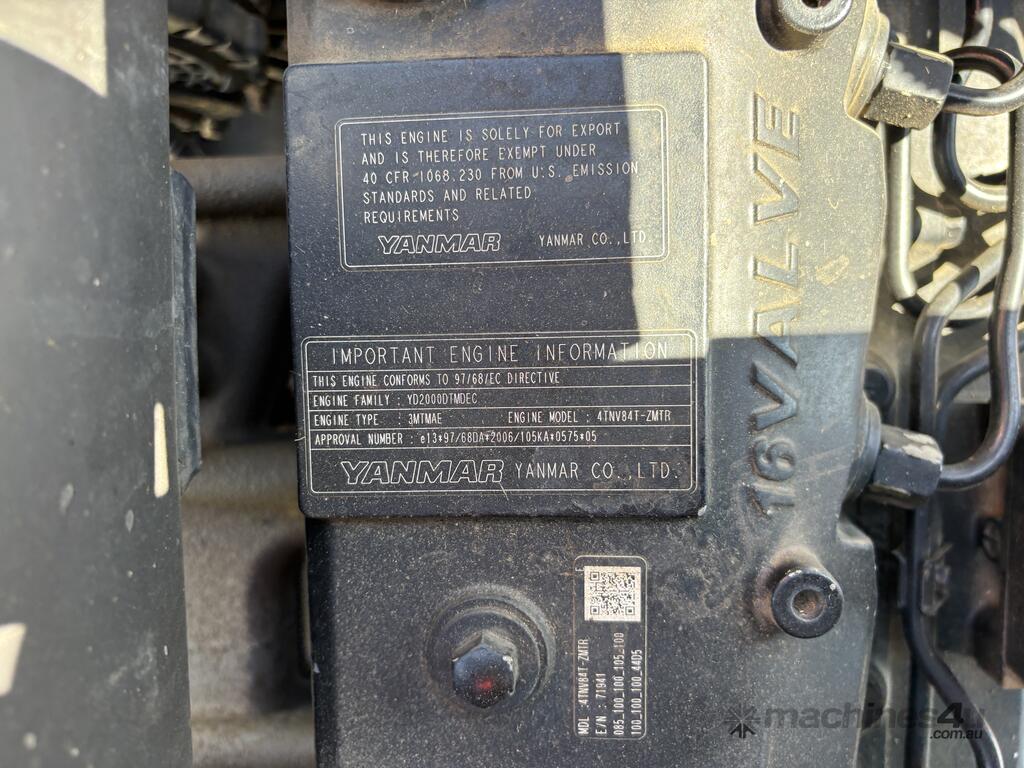 THIS ENGINE IS SOLELY FOR EXPORT
AND IS THEREFORE EXEMPT UNDER
40 CFR 1068.230 FROM U.S. EMISSION
STANDARDS AND RELATED
REQUIREMENTS
YANMAR YANMAR CO.,LTD.
IMPORTANT ENGINE INFORMATION
THIS ENGINE CONFORMS TO 97/68/EC DIRECTIVE
ENGINE FAMILY : YD2000DTMDEC
ENGINE TYPE : 3MTMAE ENGINE MODEL : 4TNV84T-ZMTR
APPROVAL NUMBER : e13*97/68DA*2006/105KA*0575*05
YANMAR YANMAR CO.,LTD.
16VALVE
MDL :4TNV84T-ZMTR
E/N : 71941
085_100_100_105_100
100_100_100_44D5
machines4u
.com.au